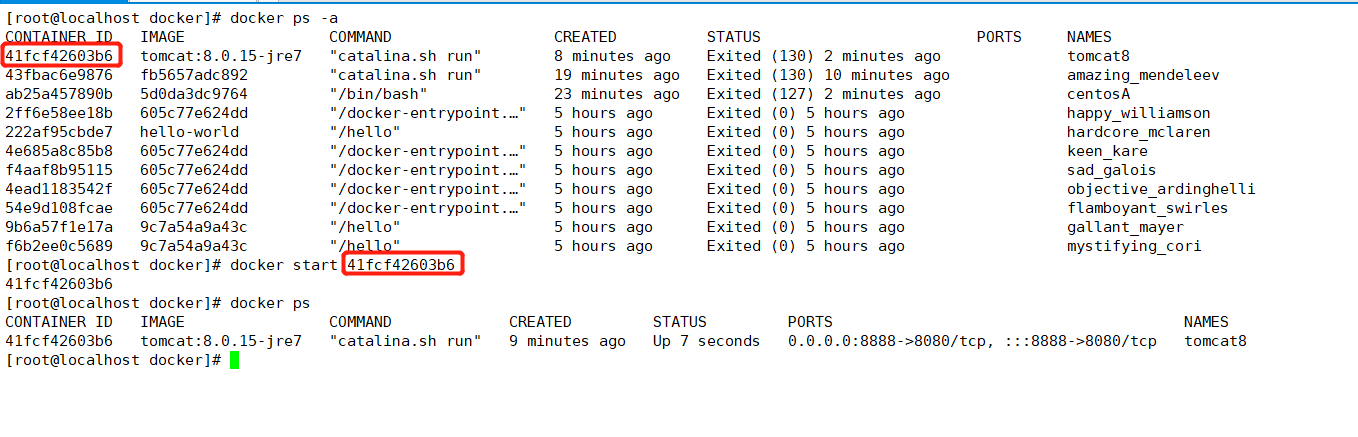 [root@localhost docker]# docker ps -a
CONTAINER ID   IMAGE                COMMAND                  CREATED          STATUS                        PORTS     NAMES
41fcf42603b6   tomcat:8.0.15-jre7   "catalina.sh run"        8 minutes ago    Exited (130) 2 minutes ago              tomcat8
43fbac6e9876   fb5657adc892         "catalina.sh run"        19 minutes ago   Exited (130) 10 minutes ago             amazing_mendeleev
ab25a457890b   5d0da3dc9764         "/bin/bash"              23 minutes ago   Exited (127) 2 minutes ago              centosA
2ff6e58ee18b   605c77e624dd         "/docker-entrypoint.…"   5 hours ago      Exited (0) 5 hours ago                  happy_williamson
222af95cbde7   hello-world          "/hello"                 5 hours ago      Exited (0) 5 hours ago                  hardcore_mclaren
4e685a8c85b8   605c77e624dd         "/docker-entrypoint.…"   5 hours ago      Exited (0) 5 hours ago                  keen_kare
f4aaf8b95115   605c77e624dd         "/docker-entrypoint.…"   5 hours ago      Exited (0) 5 hours ago                  sad_galois
4ead1183542f   605c77e624dd         "/docker-entrypoint.…"   5 hours ago      Exited (0) 5 hours ago                  objective_ardinghelli
54e9d108fcae   605c77e624dd         "/docker-entrypoint.…"   5 hours ago      Exited (0) 5 hours ago                  flamboyant_swirles
9b6a57f1e17a   9c7a54a9a43c         "/hello"                 5 hours ago      Exited (0) 5 hours ago                  gallant_mayer
f6b2ee0c5689   9c7a54a9a43c         "/hello"                 5 hours ago      Exited (0) 5 hours ago                  mystifying_cori
[root@localhost docker]# docker start 41fcf42603b6
41fcf42603b6
[root@localhost docker]# docker ps
CONTAINER ID   IMAGE                COMMAND             CREATED         STATUS         PORTS                                       NAMES
41fcf42603b6   tomcat:8.0.15-jre7   "catalina.sh run"   9 minutes ago   Up 7 seconds   0.0.0.0:8888->8080/tcp, :::8888->8080/tcp   tomcat8
[root@localhost docker]#